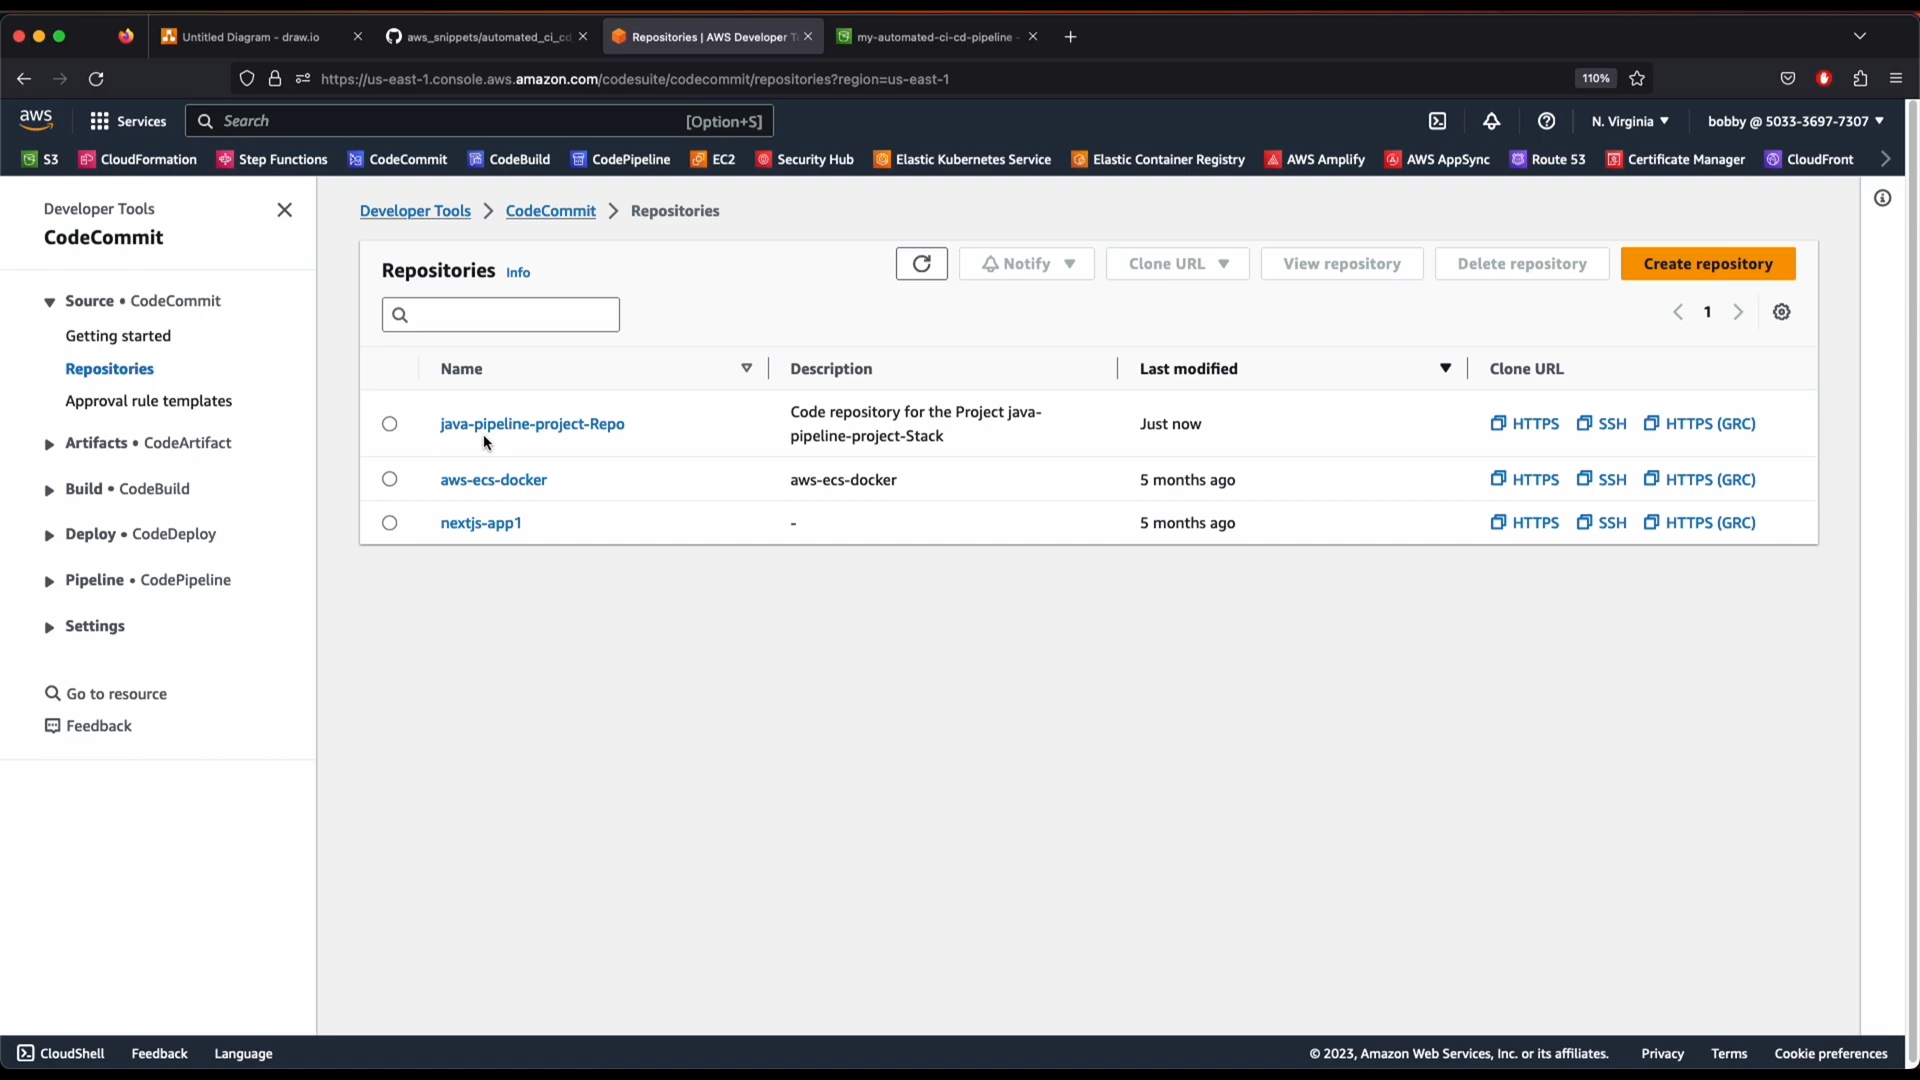 Untitled Diagram - draw.io
aws_snippets/automated_ci_cd
Repositories | AWS Developer T
my-automated-ci-cd-pipeline -
https://us-east-1.console.aws.amazon.com/codesuite/codecommit/repositories?region=us-east-1
110%
aws
Services
Search
[Option+S]
N. Virginia
bobby @ 5033-3697-7307
S3
CloudFormation
Step Functions
CodeCommit
CodeBuild
CodePipeline
EC2
Security Hub
Elastic Kubernetes Service
Elastic Container Registry
AWS Amplify
AWS AppSync
Route 53
Certificate Manager
CloudFront
Developer Tools
CodeCommit
Source • CodeCommit
Getting started
Repositories
Approval rule templates
Artifacts • CodeArtifact
Build • CodeBuild
Deploy • CodeDeploy
Pipeline • CodePipeline
Settings
Go to resource
Feedback
Developer Tools > CodeCommit > Repositories
Repositories Info
Notify
Clone URL
View repository
Delete repository
Create repository
1
Name
Description
Last modified
Clone URL
java-pipeline-project-Repo
Code repository for the Project java-
pipeline-project-Stack
Just now
HTTPS
SSH
HTTPS (GRC)
aws-ecs-docker
aws-ecs-docker
5 months ago
HTTPS
SSH
HTTPS (GRC)
nextjs-app1
-
5 months ago
HTTPS
SSH
HTTPS (GRC)
CloudShell
Feedback
Language
© 2023, Amazon Web Services, Inc. or its affiliates.
Privacy
Terms
Cookie preferences